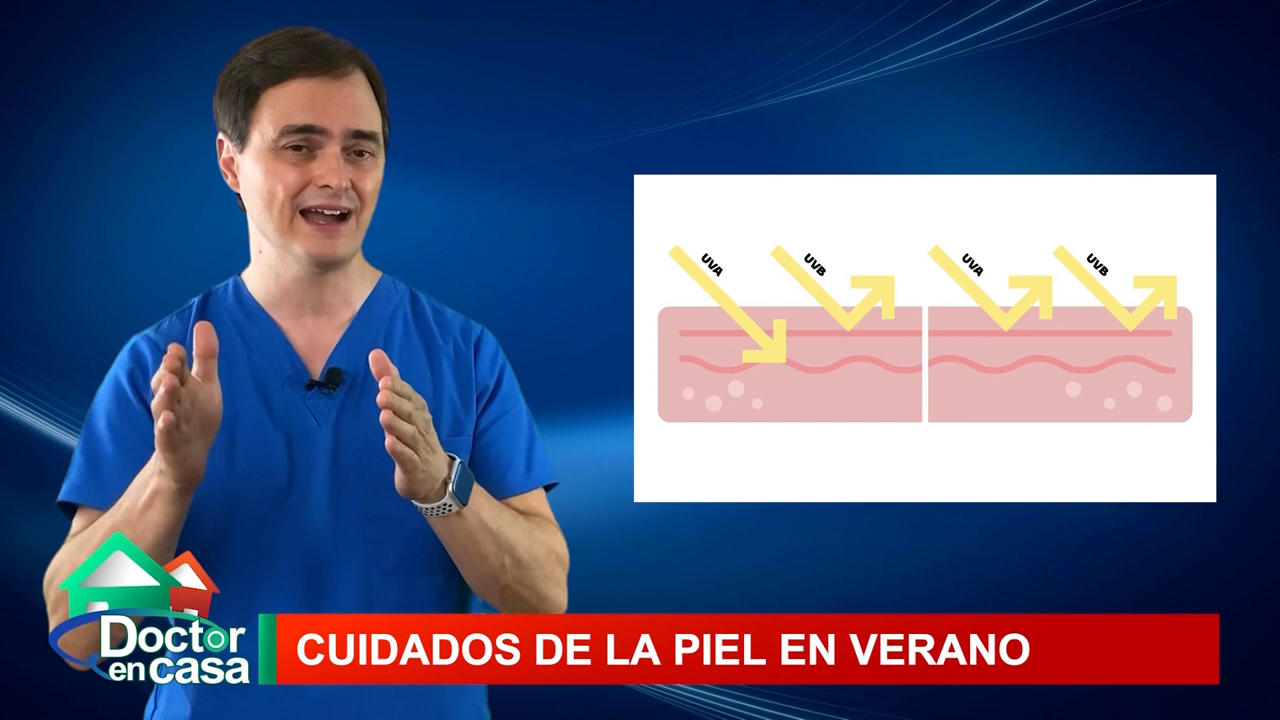 UVA
UVB
UVA
UVB
Doctor
en casa
CUIDADOS DE LA PIEL EN VERANO